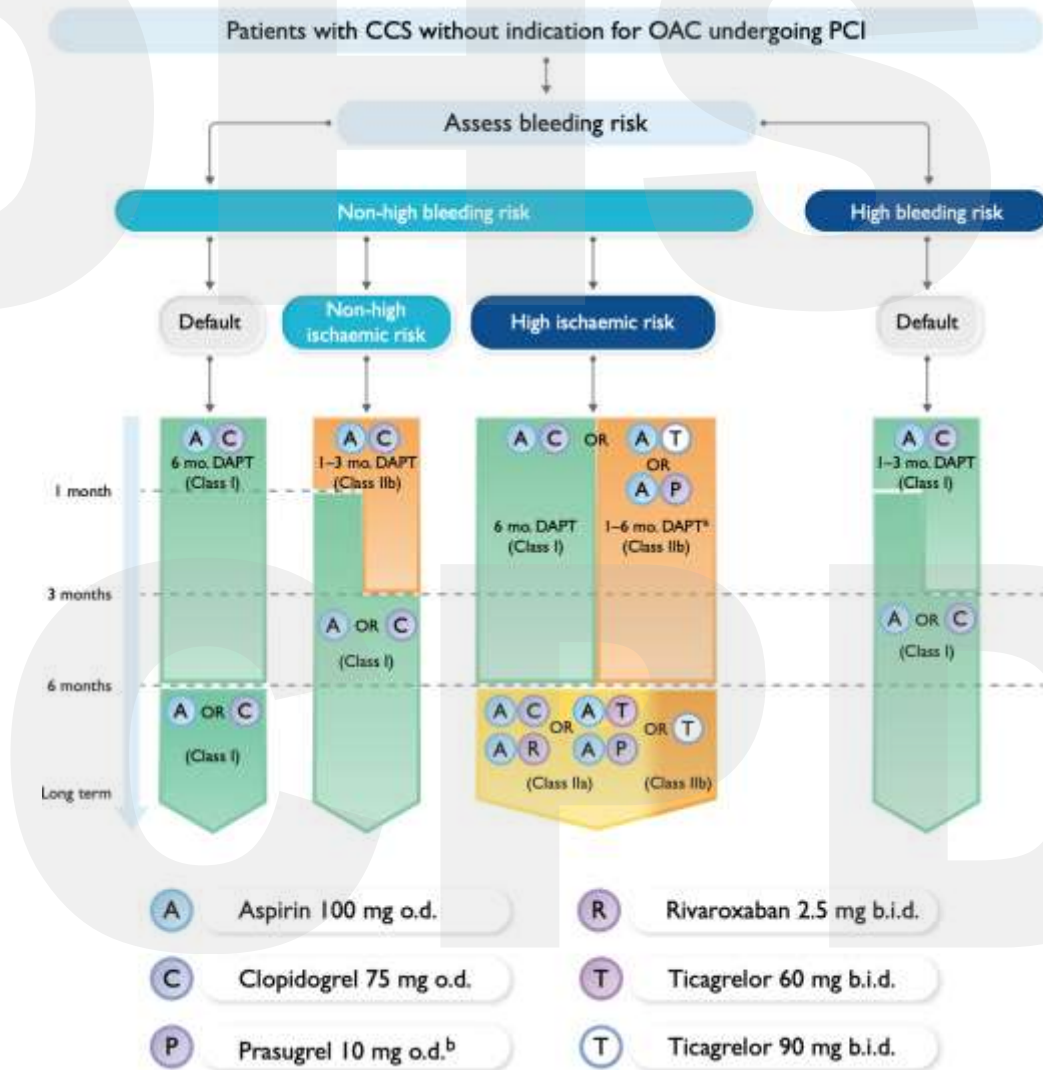 Patients with CCS without indication for OAC undergoing PCI
Assess bleeding risk
Non-high bleeding risk
High bleeding risk
Default
Non-high
ischaemic risk
High ischaemic risk
Default
A C
6 mo. DAPT
(Class I)
A C
1–3 mo. DAPT
(Class IIb)
A C OR A T
OR
A P
6 mo. DAPT
(Class I)
1–6 mo. DAPTᵃ
(Class IIb)
A C
1–3 mo. DAPT
(Class I)
1 month
3 months
A OR C
(Class I)
A OR C
(Class I)
6 months
A OR C
(Class I)
A C OR A T OR T
A R A P
(Class IIa) (Class IIb)
Long term
A Aspirin 100 mg o.d.
R Rivaroxaban 2.5 mg b.i.d.
C Clopidogrel 75 mg o.d.
T Ticagrelor 60 mg b.i.d.
P Prasugrel 10 mg o.d.ᵇ
T Ticagrelor 90 mg b.i.d.